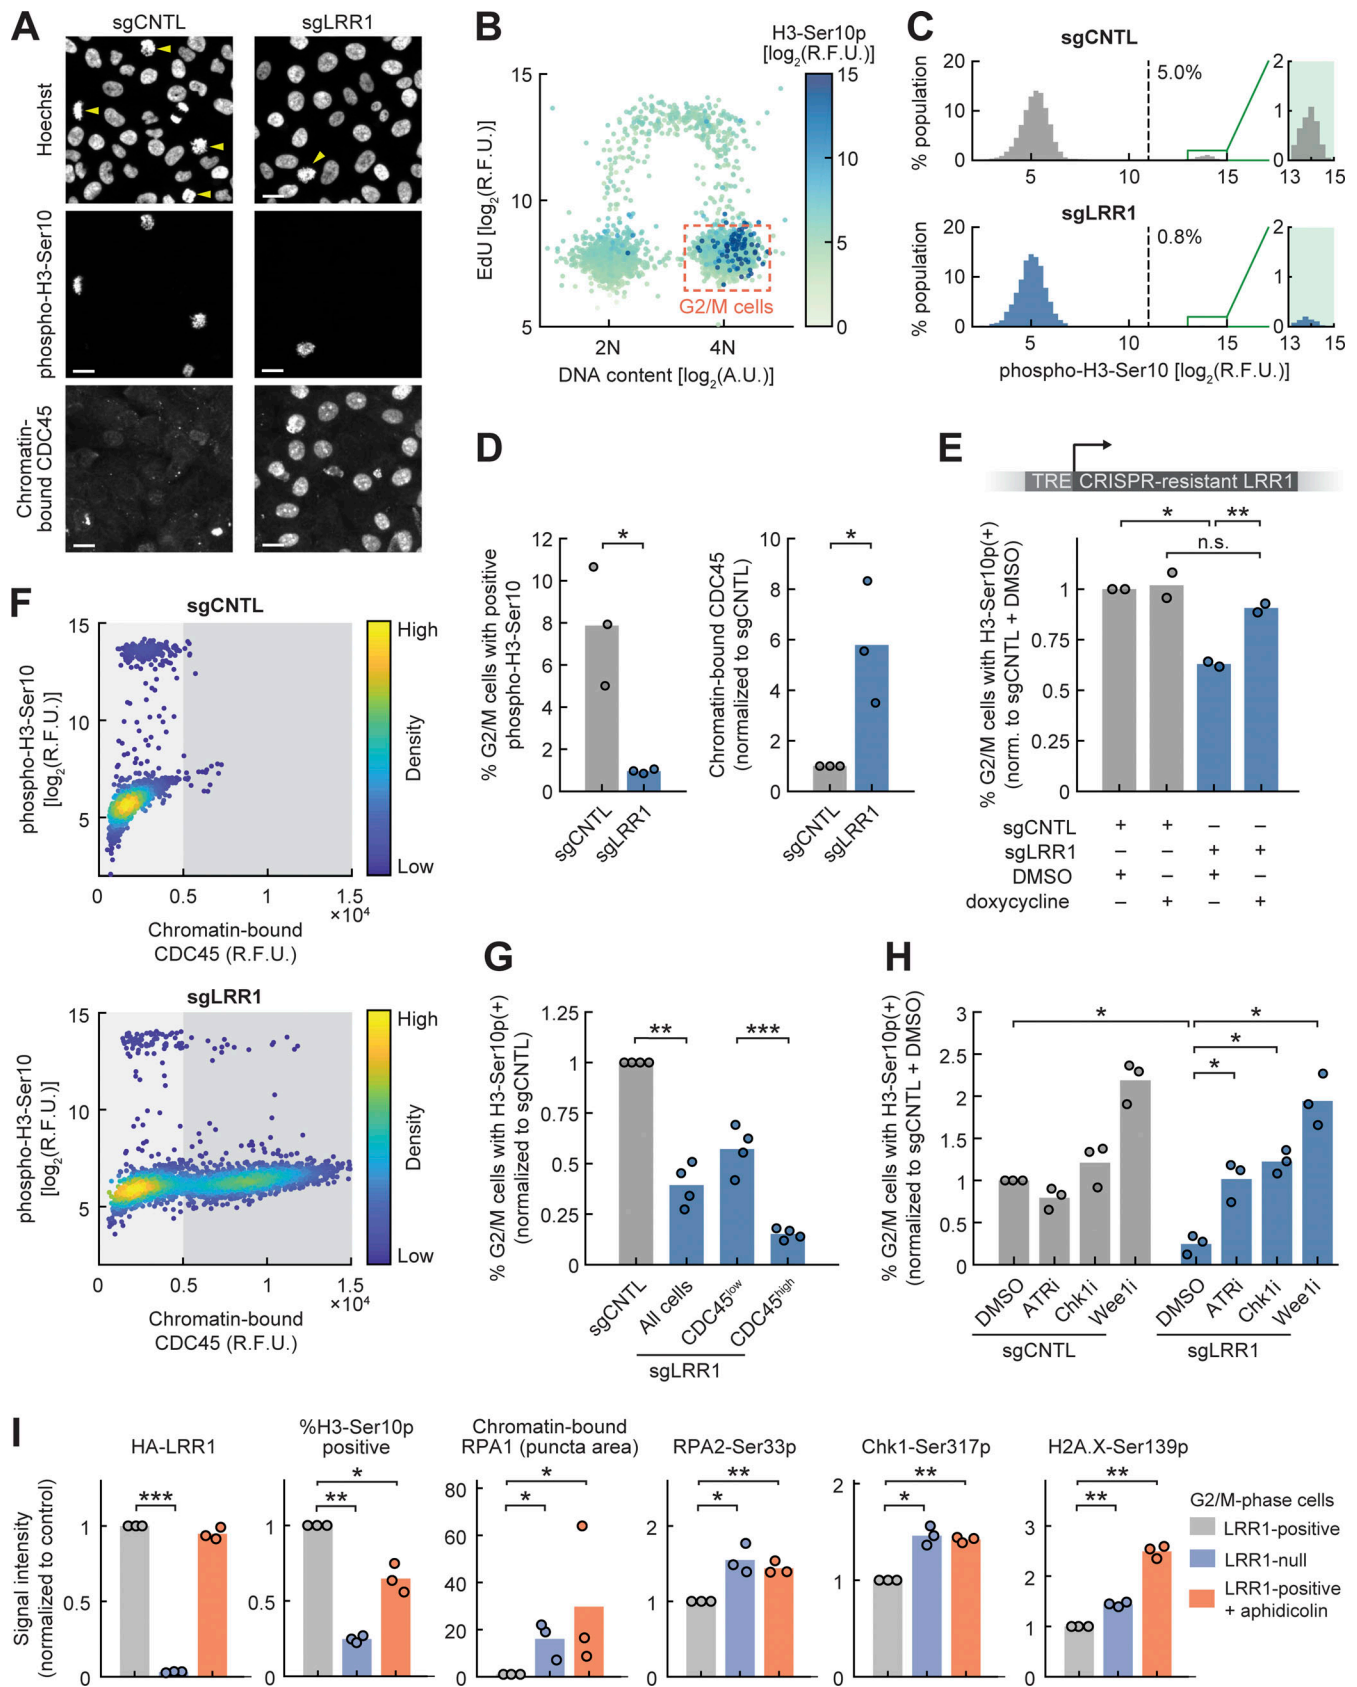 A
sgCNTL
sgLRR1
Hoechst
phospho-H3-Ser10
Chromatin-
bound CDC45
B
H3-Ser10p
[log2(R.F.U.)]
EdU [log2(R.F.U.)]
15
10
5
15
10
5
0
G2/M cells
2N
4N
DNA content [log2(A.U.)]
C
sgCNTL
% population
20
10
0
5.0%
5
10
15
2
1
0
13
15
sgLRR1
% population
20
10
0
0.8%
5
10
15
2
1
0
13
15
phospho-H3-Ser10 [log2(R.F.U.)]
D
% G2/M cells with positive
phospho-H3-Ser10
12
10
8
6
4
2
0
*
sgCNTL
sgLRR1
Chromatin-bound CDC45
(normalized to sgCNTL)
10
8
6
4
2
0
*
sgCNTL
sgLRR1
E
TRE CRISPR-resistant LRR1
% G2/M cells with H3-Ser10p(+)
(norm. to sgCNTL + DMSO)
* **
n.s.
1
0.75
0.5
0.25
0
sgCNTL + + – –
sgLRR1 – – + +
DMSO + – + –
doxycycline – + – +
F
sgCNTL
phospho-H3-Ser10
[log2(R.F.U.)]
15
10
5
0 0.5 1 1.5
×10⁴
Chromatin-bound
CDC45 (R.F.U.)
High
Density
Low
sgLRR1
phospho-H3-Ser10
[log2(R.F.U.)]
15
10
5
0 0.5 1 1.5
×10⁴
Chromatin-bound
CDC45 (R.F.U.)
High
Density
Low
G
% G2/M cells with H3-Ser10p(+)
(normalized to sgCNTL)
1.25
1
0.75
0.5
0.25
0
** ***
sgCNTL
All cells
CDC45low
CDC45high
sgLRR1
H
% G2/M cells with H3-Ser10p(+)
(normalized to sgCNTL + DMSO)
3
2.5
2
1.5
1
0.5
0
*
*
*
*
DMSO
ATRi
Chk1i
Wee1i
sgCNTL
DMSO
ATRi
Chk1i
Wee1i
sgLRR1
I
Signal intensity
(normalized to control)
HA-LRR1
1
0.5
0
***
%H3-Ser10p
positive
1
0.5
0
*
**
Chromatin-bound
RPA1 (puncta area)
80
60
40
20
0
*
*
RPA2-Ser33p
2
1
0
**
*
Chk1-Ser317p
2
1
0
**
*
H2A.X-Ser139p
3
2
1
0
**
**
G2/M-phase cells
LRR1-positive
LRR1-null
LRR1-positive
+ aphidicolin